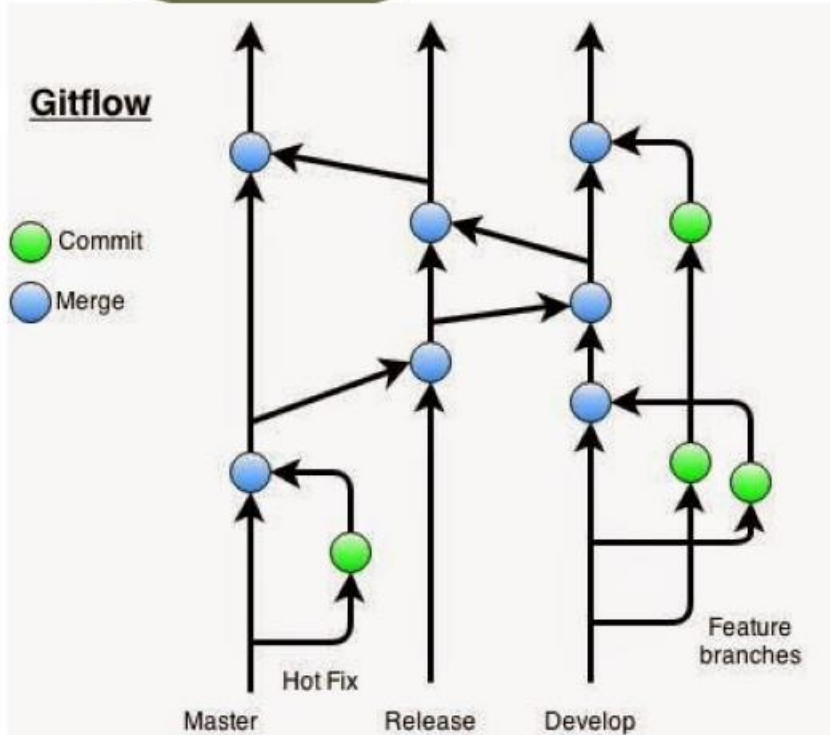 Gitflow
Commit
Merge
Feature
branches
Hot Fix
Master
Release
Develop